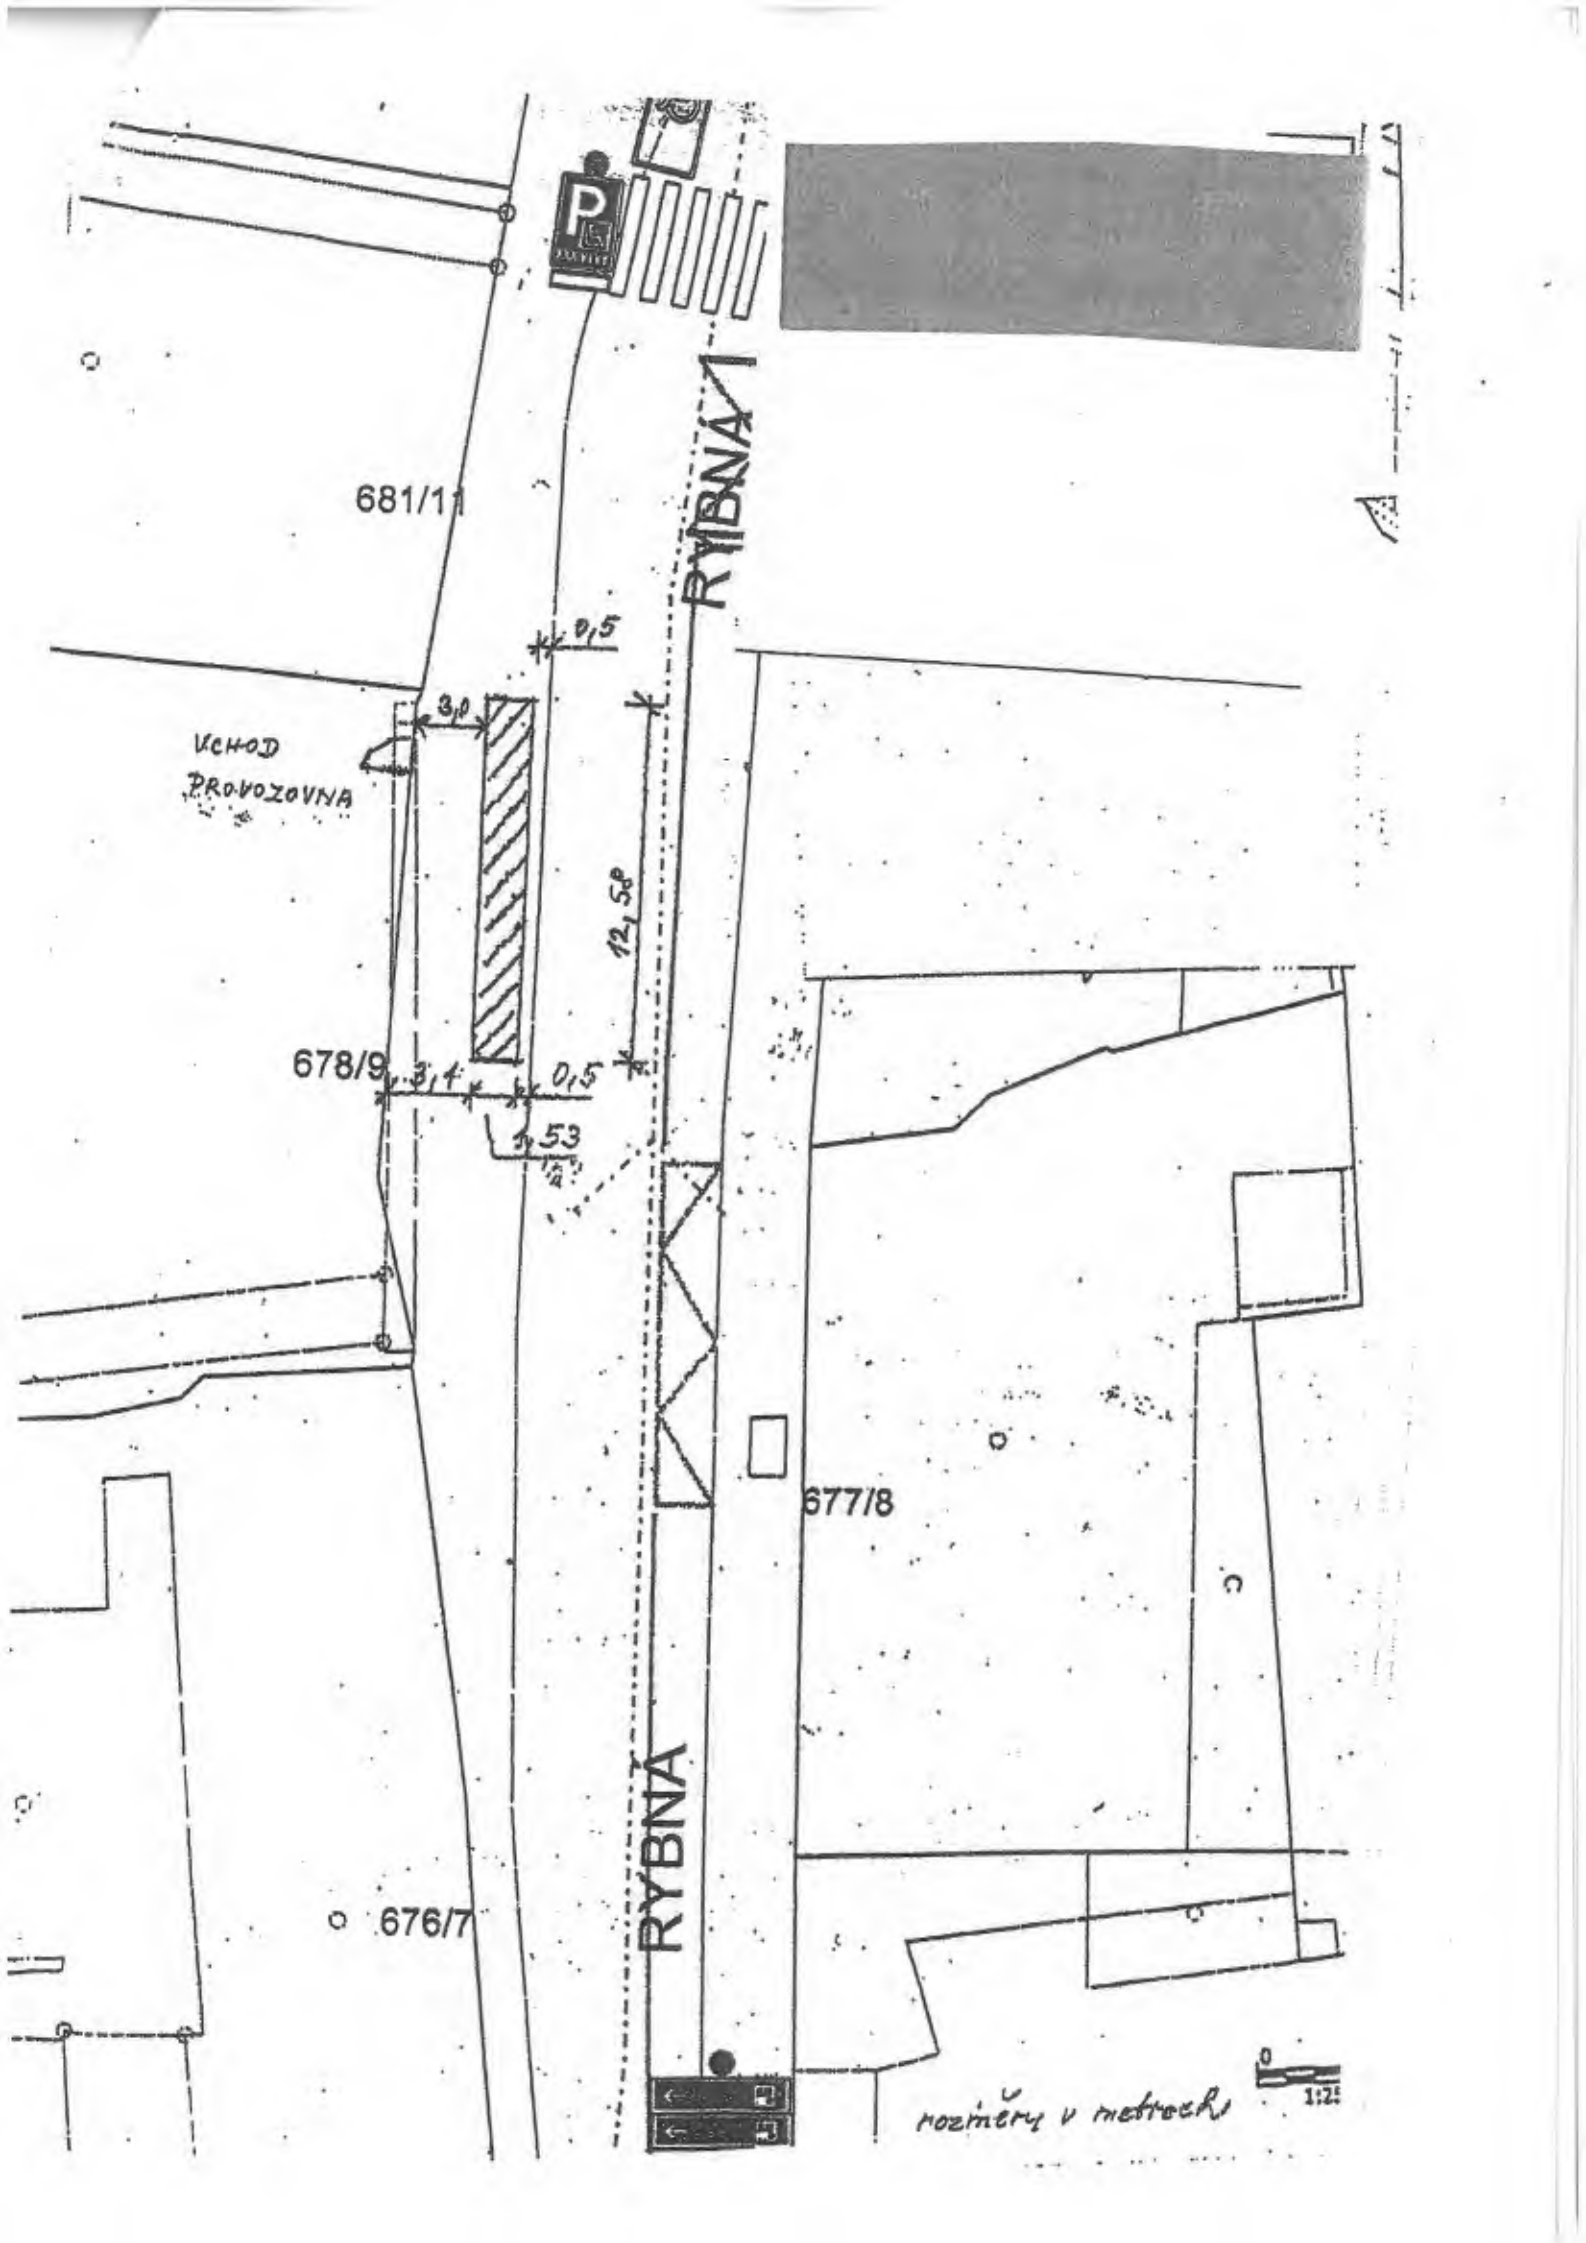 P
RYBNÁ
681/11
0,5
3,0
VCHOD
PROVOZOVNA
12,58
678/9
3,4
0,5
1,53
677/8
RYBNÁ
676/7
0
rozměry v metrech